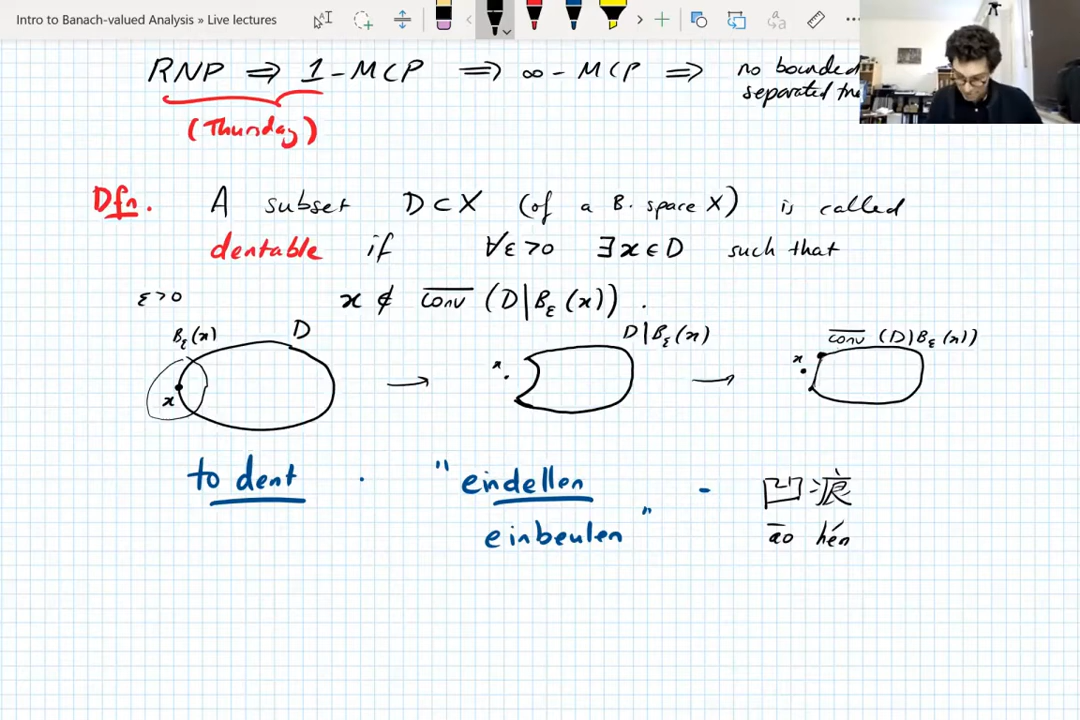 Intro to Banach-valued Analysis » Live lectures
RNP ⇒ 1-MCP ⇒ ∞-MCP ⇒ no bounded
separated
(Thursday)
Dfn. A subset D⊂X (of a B. space X) is called
dentable if ∀ε>0 ∃x∈D such that
ε>0 x ∉ \overline{conv} (D|B_ε(x)).
B_ε(x) D D|B_ε(x) \overline{conv} (D|B_ε(x))
x x x
to dent . "eindellen - 凹痕
einbeulen" āo hén